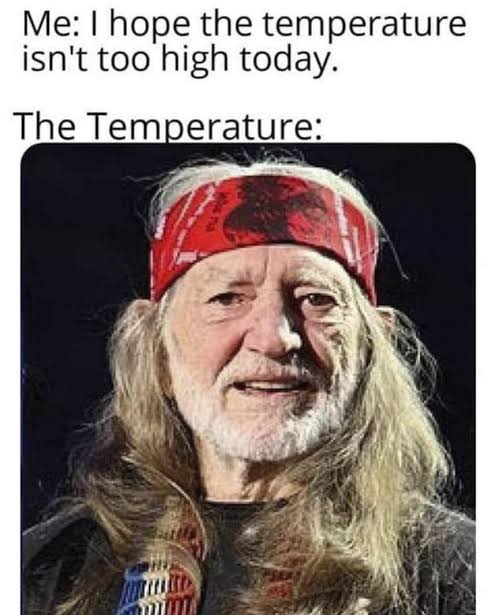 Me: I hope the temperature
isn't too high today.
The Temperature: